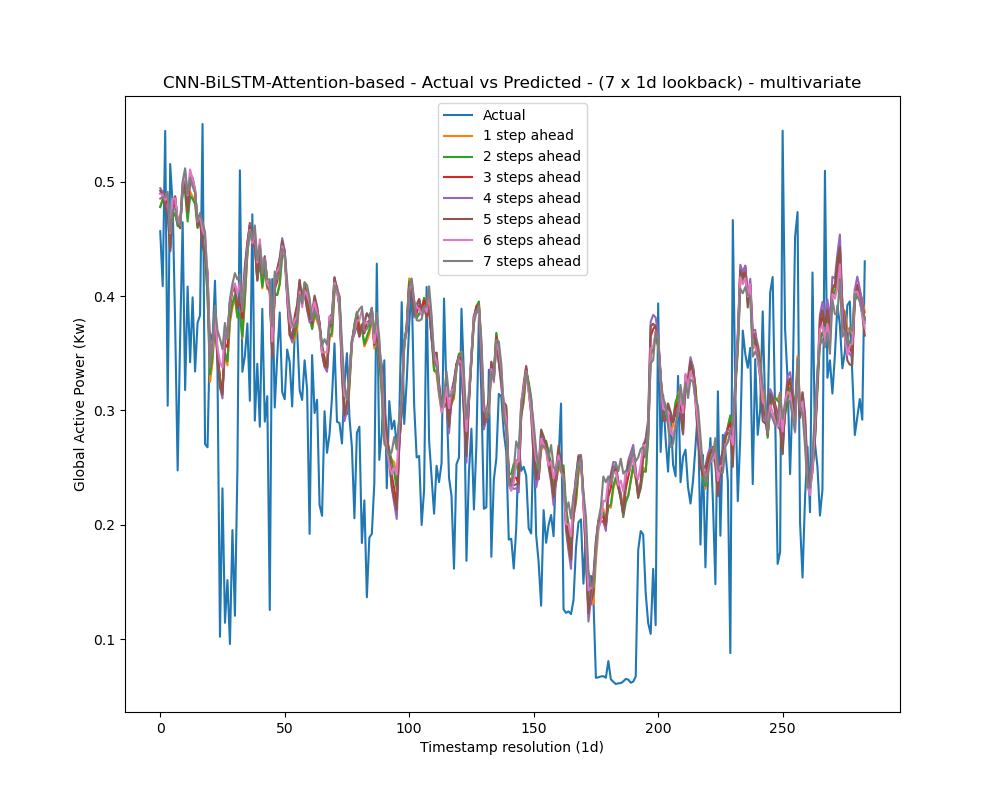 CNN-BiLSTM-Attention-based - Actual vs Predicted - (7 x 1d lookback) - multivariate
Actual
1 step ahead
2 steps ahead
3 steps ahead
4 steps ahead
5 steps ahead
6 steps ahead
7 steps ahead
Global Active Power (Kw)
0.5
0.4
0.3
0.2
0.1
0 50 100 150 200 250
Timestamp resolution (1d)